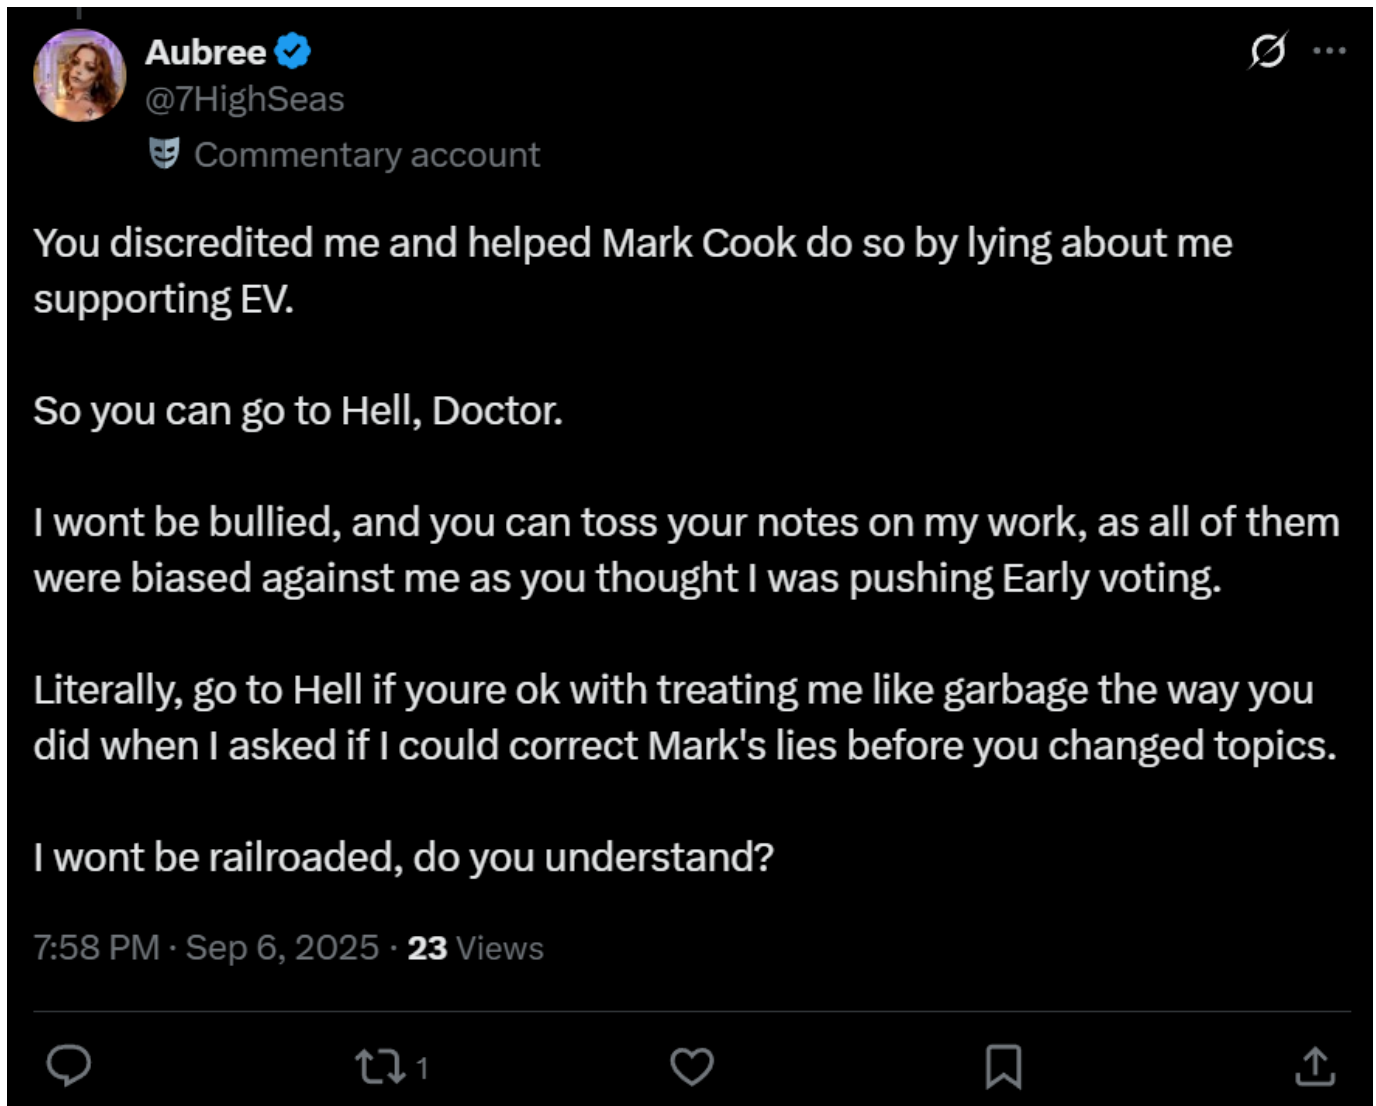 Aubree
@7HighSeas
Commentary account
You discredited me and helped Mark Cook do so by lying about me
supporting EV.
So you can go to Hell, Doctor.
I wont be bullied, and you can toss your notes on my work, as all of them
were biased against me as you thought I was pushing Early voting.
Literally, go to Hell if youre ok with treating me like garbage the way you
did when I asked if I could correct Mark's lies before you changed topics.
I wont be railroaded, do you understand?
7:58 PM · Sep 6, 2025 · 23 Views
1